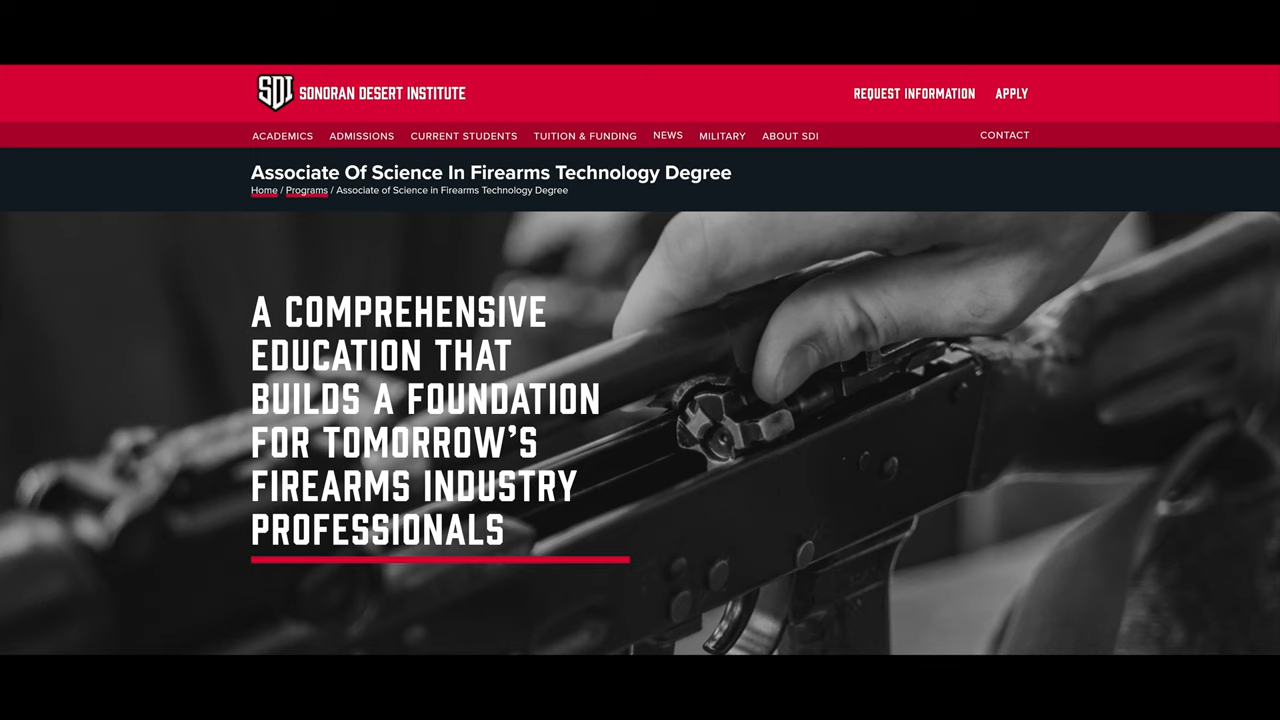 SDI SONORAN DESERT INSTITUTE
REQUEST INFORMATION APPLY
ACADEMICS ADMISSIONS CURRENT STUDENTS TUITION & FUNDING NEWS MILITARY ABOUT SDI CONTACT
Associate Of Science In Firearms Technology Degree
Home / Programs / Associate of Science in Firearms Technology Degree
A COMPREHENSIVE
EDUCATION THAT
BUILDS A FOUNDATION
FOR TOMORROW’S
FIREARMS INDUSTRY
PROFESSIONALS